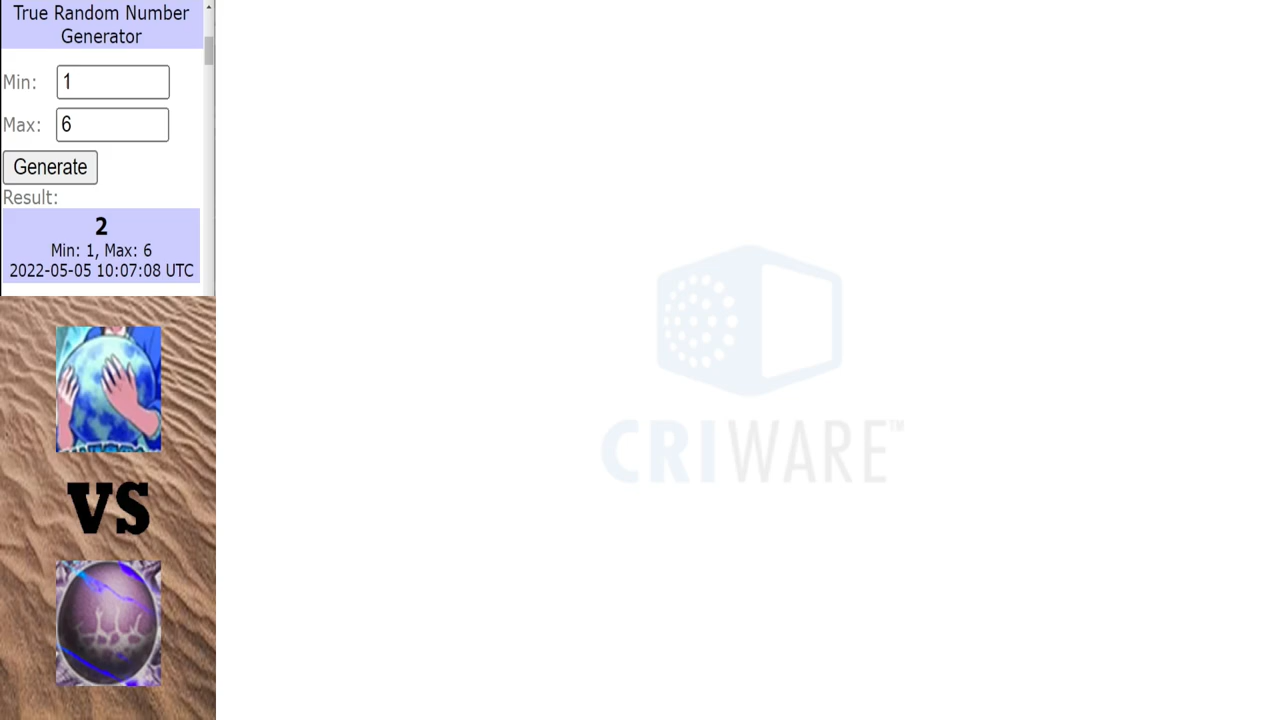 True Random Number
Generator
Min: 1
Max: 6
Generate
Result:
2
Min: 1, Max: 6
2022-05-05 10:07:08 UTC
VS
CRIWARE™